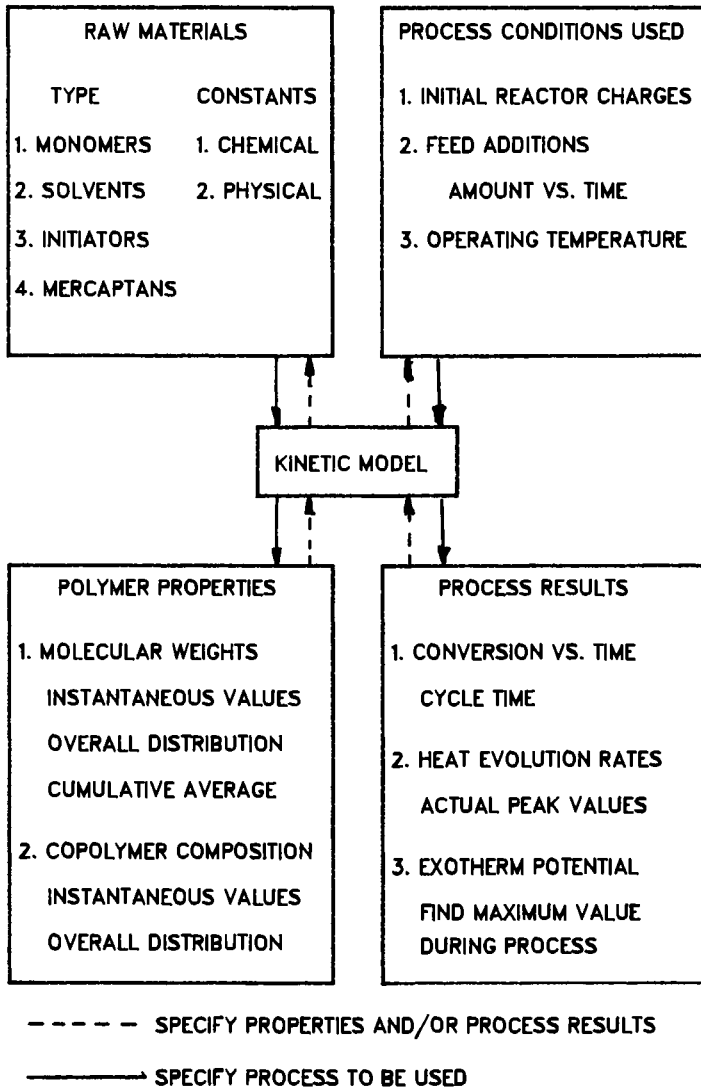 RAW MATERIALS
TYPE CONSTANTS
1. MONOMERS 1. CHEMICAL
2. SOLVENTS 2. PHYSICAL
3. INITIATORS
4. MERCAPTANS
PROCESS CONDITIONS USED
1. INITIAL REACTOR CHARGES
2. FEED ADDITIONS
AMOUNT VS. TIME
3. OPERATING TEMPERATURE
KINETIC MODEL
POLYMER PROPERTIES
1. MOLECULAR WEIGHTS
INSTANTANEOUS VALUES
OVERALL DISTRIBUTION
CUMULATIVE AVERAGE
2. COPOLYMER COMPOSITION
INSTANTANEOUS VALUES
OVERALL DISTRIBUTION
PROCESS RESULTS
1. CONVERSION VS. TIME
CYCLE TIME
2. HEAT EVOLUTION RATES
ACTUAL PEAK VALUES
3. EXOTHERM POTENTIAL
FIND MAXIMUM VALUE
DURING PROCESS
SPECIFY PROPERTIES AND/OR PROCESS RESULTS
SPECIFY PROCESS TO BE USED